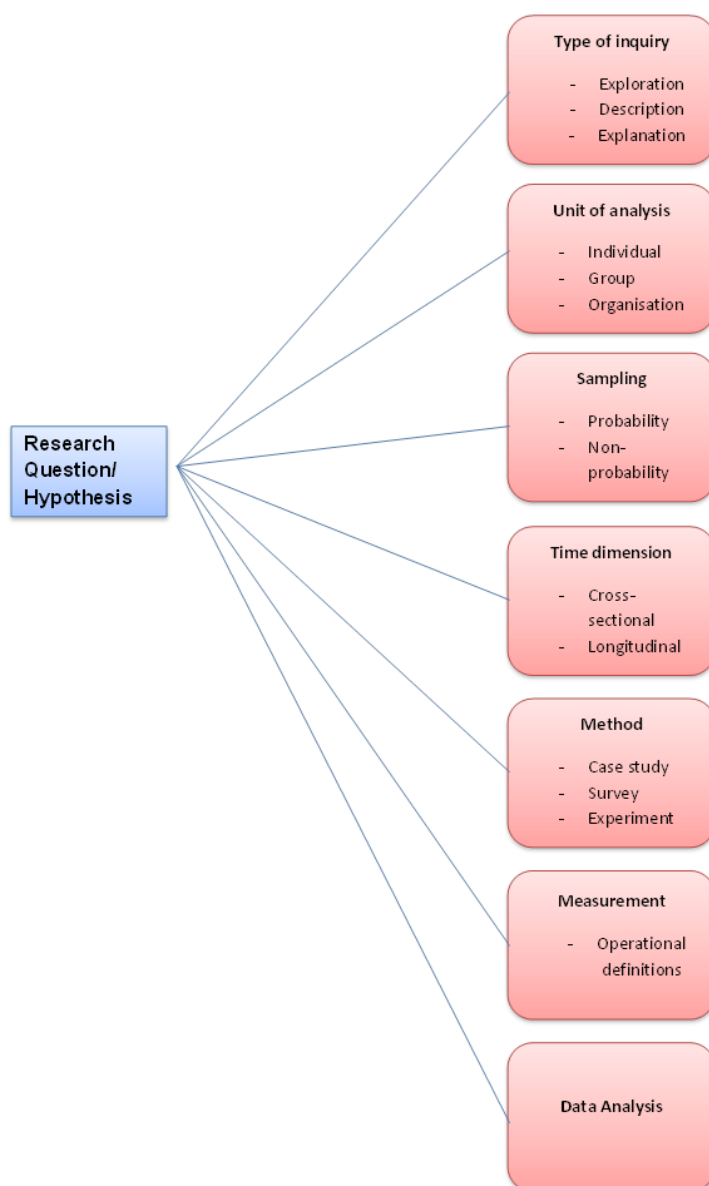 Type of inquiry
- Exploration
- Description
- Explanation
Unit of analysis
- Individual
- Group
- Organisation
Sampling
- Probability
- Non-
probability
Research
Question/
Hypothesis
Time dimension
- Cross-
sectional
- Longitudinal
Method
- Case study
- Survey
- Experiment
Measurement
- Operational
definitions
Data Analysis